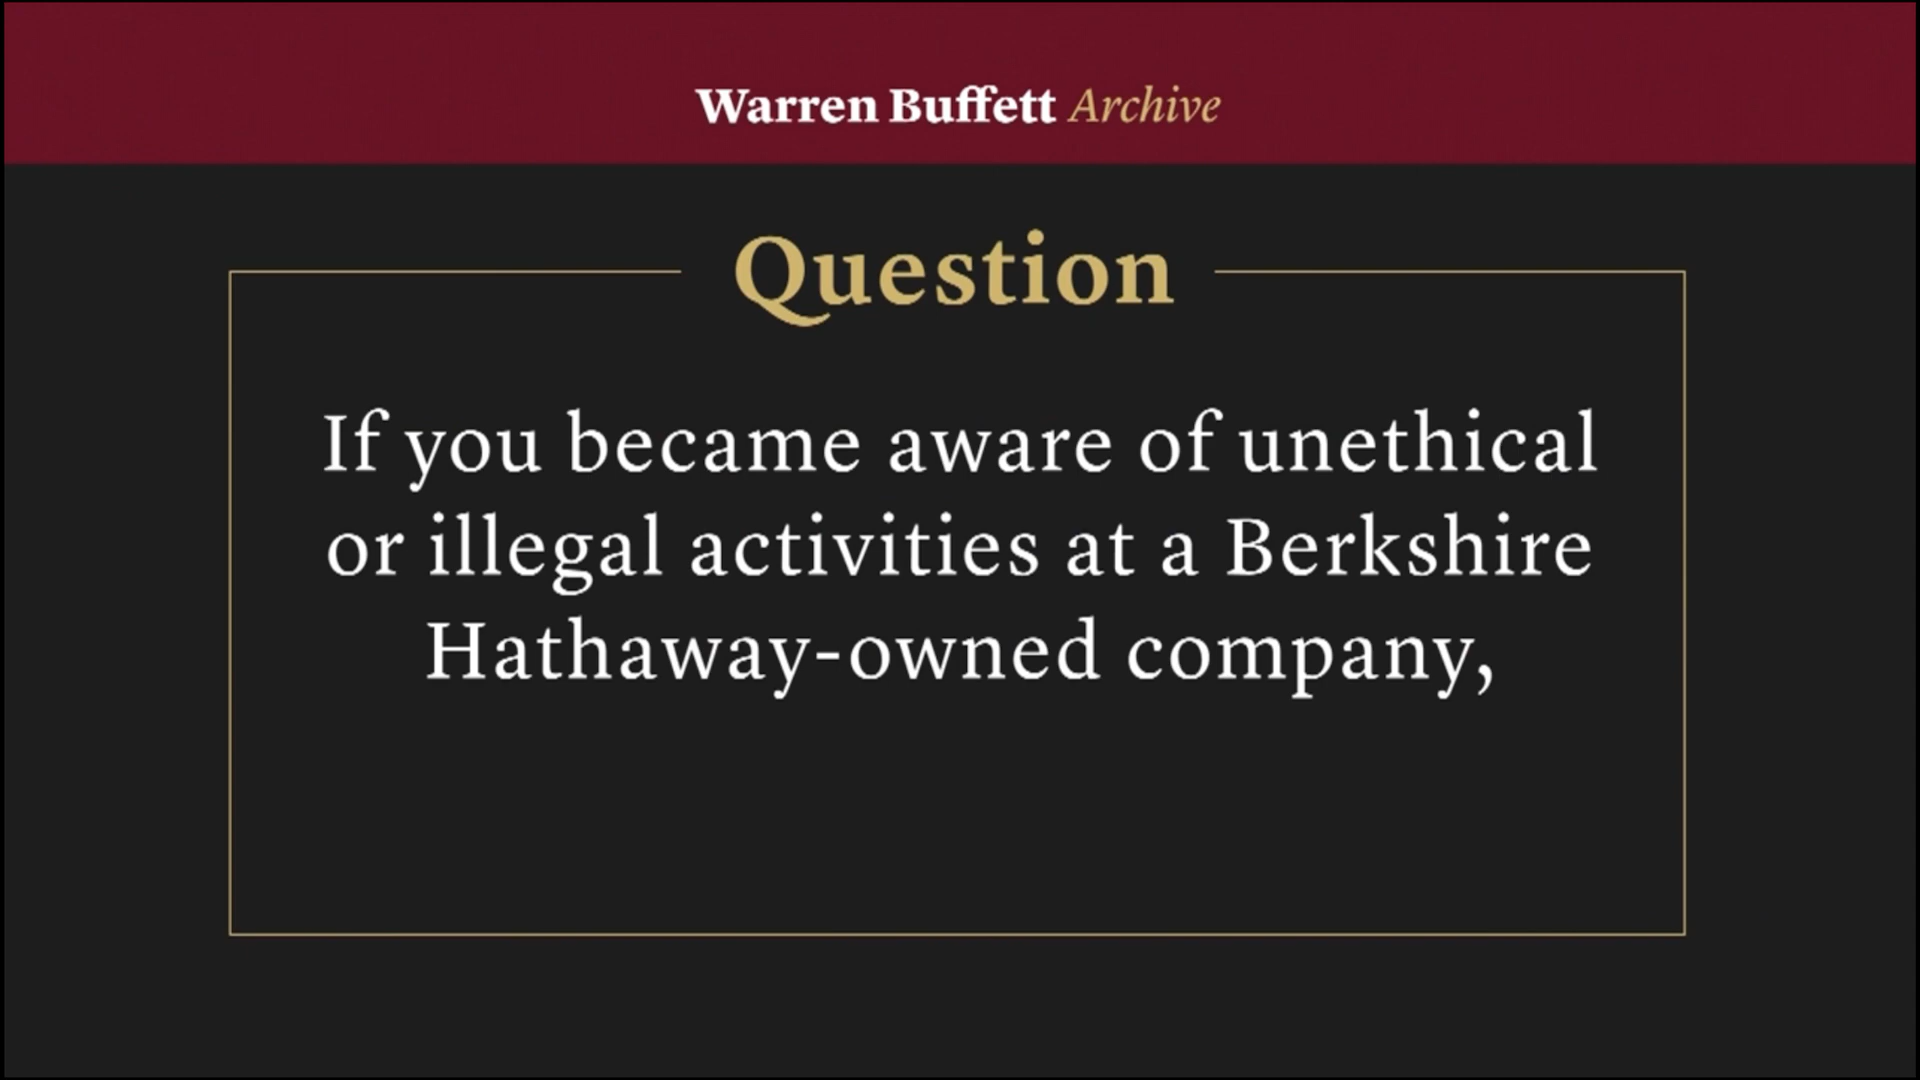 Warren Buffett Archive
Question
If you became aware of unethical
or illegal activities at a Berkshire
Hathaway-owned company,